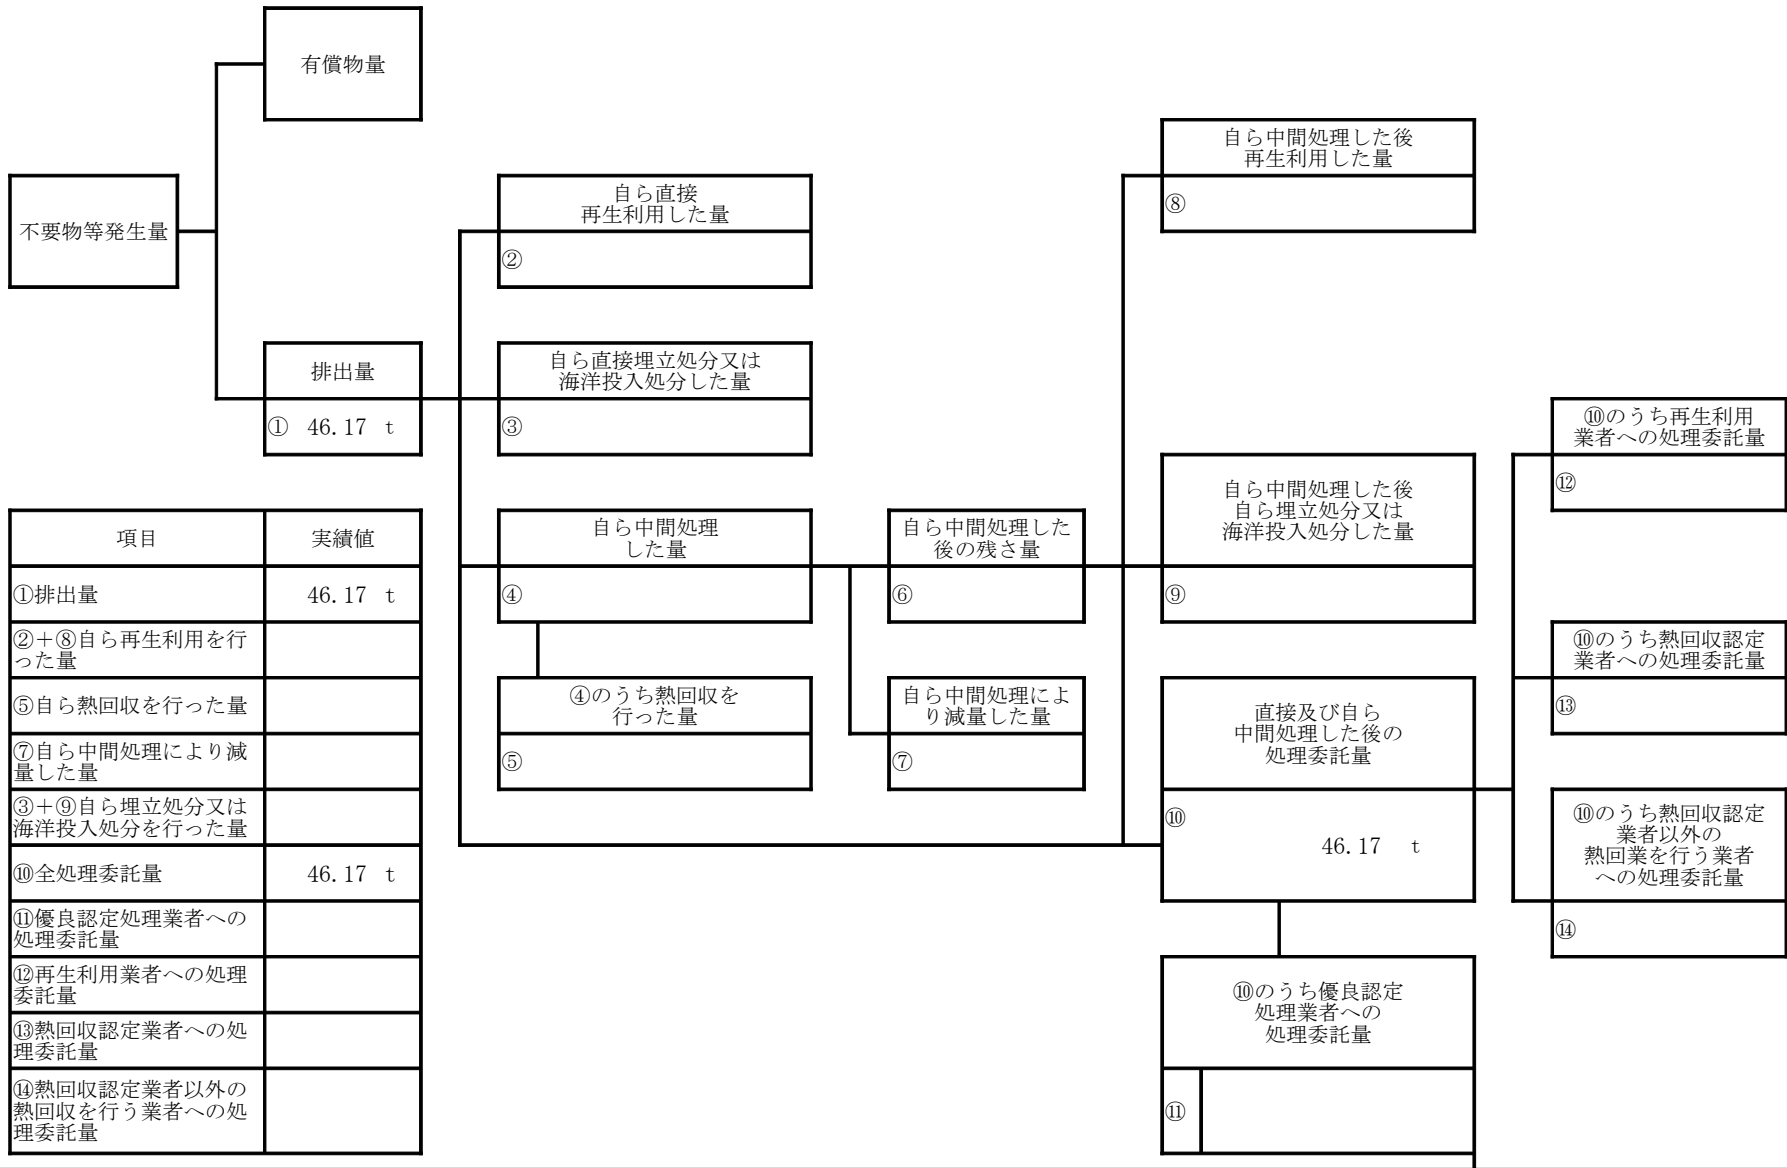 有償物量
自ら中間処理した後
再生利用した量
⑧
不要物等発生量
自ら直接
再生利用した量
②
排出量
① 46.17 t
自ら直接埋立処分又は
海洋投入処分した量
③
⑩のうち再生利用
業者への処理委託量
⑫
自ら中間処理した後
自ら埋立処分又は
海洋投入処分した量
⑨
自ら中間処理
した量
④
自ら中間処理した
後の残さ量
⑥
⑩のうち熱回収認定
業者への処理委託量
⑬
④のうち熱回収を
行った量
⑤
自ら中間処理によ
り減量した量
⑦
直接及び自ら
中間処理した後の
処理委託量
⑩
46.17 t
⑩のうち熱回収認定
業者以外の
熱回業を行う業者
への処理委託量
⑭
⑩のうち優良認定
処理業者への
処理委託量
⑪
項目 実績値
①排出量 46.17 t
②+⑧自ら再生利用を行
った量
⑤自ら熱回収を行った量
⑦自ら中間処理により減
量した量
③+⑨自ら埋立処分又は
海洋投入処分を行った量
⑩全処理委託量 46.17 t
⑪優良認定処理業者への
処理委託量
⑫再生利用業者への処理
委託量
⑬熱回収認定業者への処
理委託量
⑭熱回収認定業者以外の
熱回収を行う業者への処
理委託量